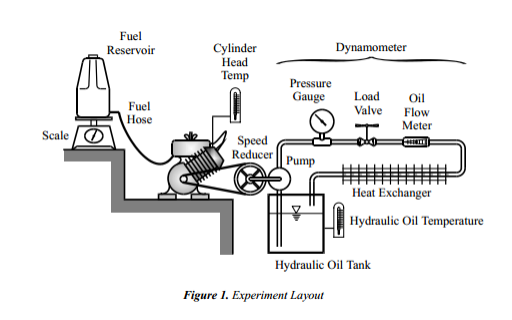 Fuel
Reservoir
Cylinder
Head
Temp
Dynamometer
Pressure
Gauge
Load
Valve
Oil
Flow
Meter
Fuel
Hose
Scale
Speed
Reducer
Pump
Heat Exchanger
Hydraulic Oil Temperature
Hydraulic Oil Tank
Figure 1. Experiment Layout